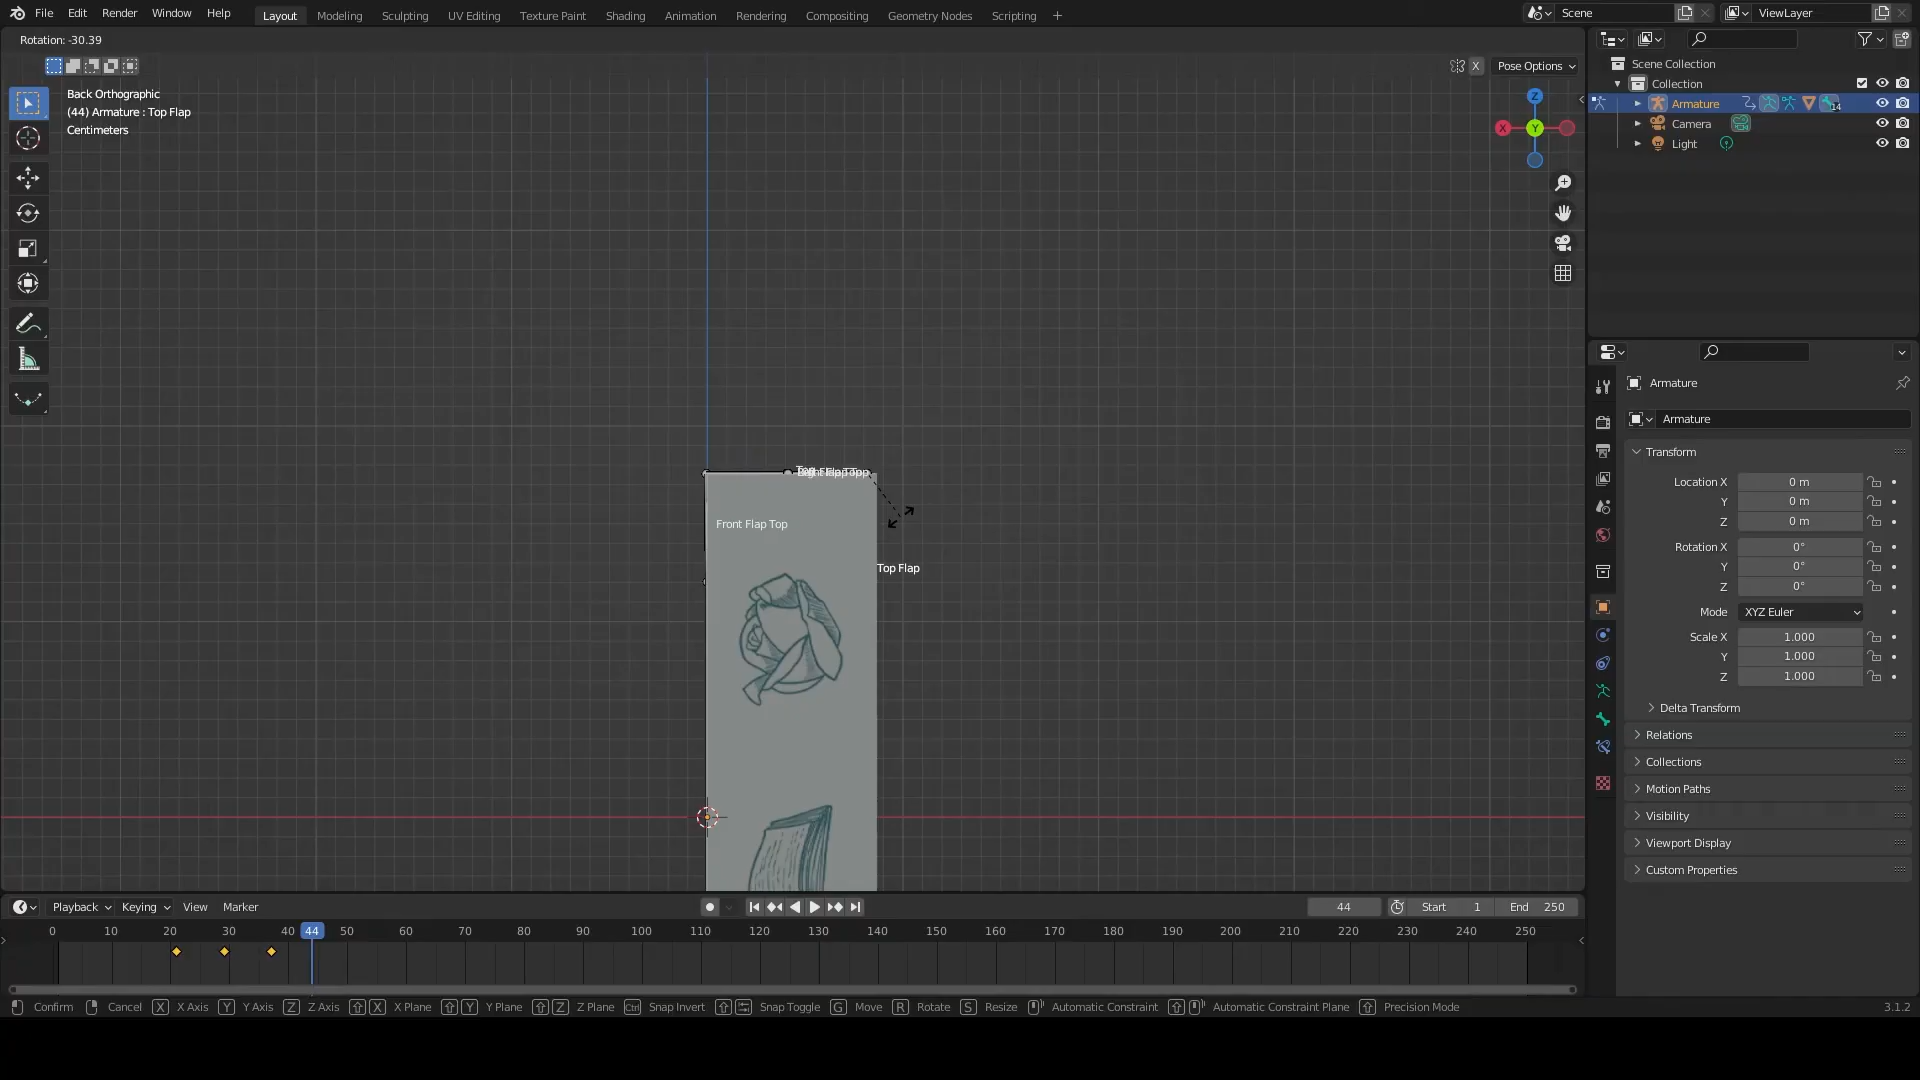 File Edit Render Window Help Layout Modeling Sculpting UV Editing Texture Paint Shading Animation Rendering Compositing Geometry Nodes Scripting + Scene ViewLayer
Rotation: -30.39
X Pose Options
Back Orthographic
(44) Armature : Top Flap
Centimeters
Z
X Y
Front Flap Top
Top Flap
Scene Collection
Collection
Armature 14
Camera
Light
Armature
Armature
Transform
Location X 0 m
Y 0 m
Z 0 m
Rotation X 0°
Y 0°
Z 0°
Mode XYZ Euler
Scale X 1.000
Y 1.000
Z 1.000
Delta Transform
Relations
Collections
Motion Paths
Visibility
Viewport Display
Custom Properties
Playback Keying View Marker 44 Start 1 End 250
0 10 20 30 40 44 50 60 70 80 90 100 110 120 130 140 150 160 170 180 190 200 210 220 230 240 250
Confirm Cancel X X Axis Y Y Axis Z Z Axis X X Plane Y Y Plane Z Z Plane Ctrl Snap Invert Snap Toggle G Move R Rotate S Resize Automatic Constraint Automatic Constraint Plane Precision Mode 3.1.2